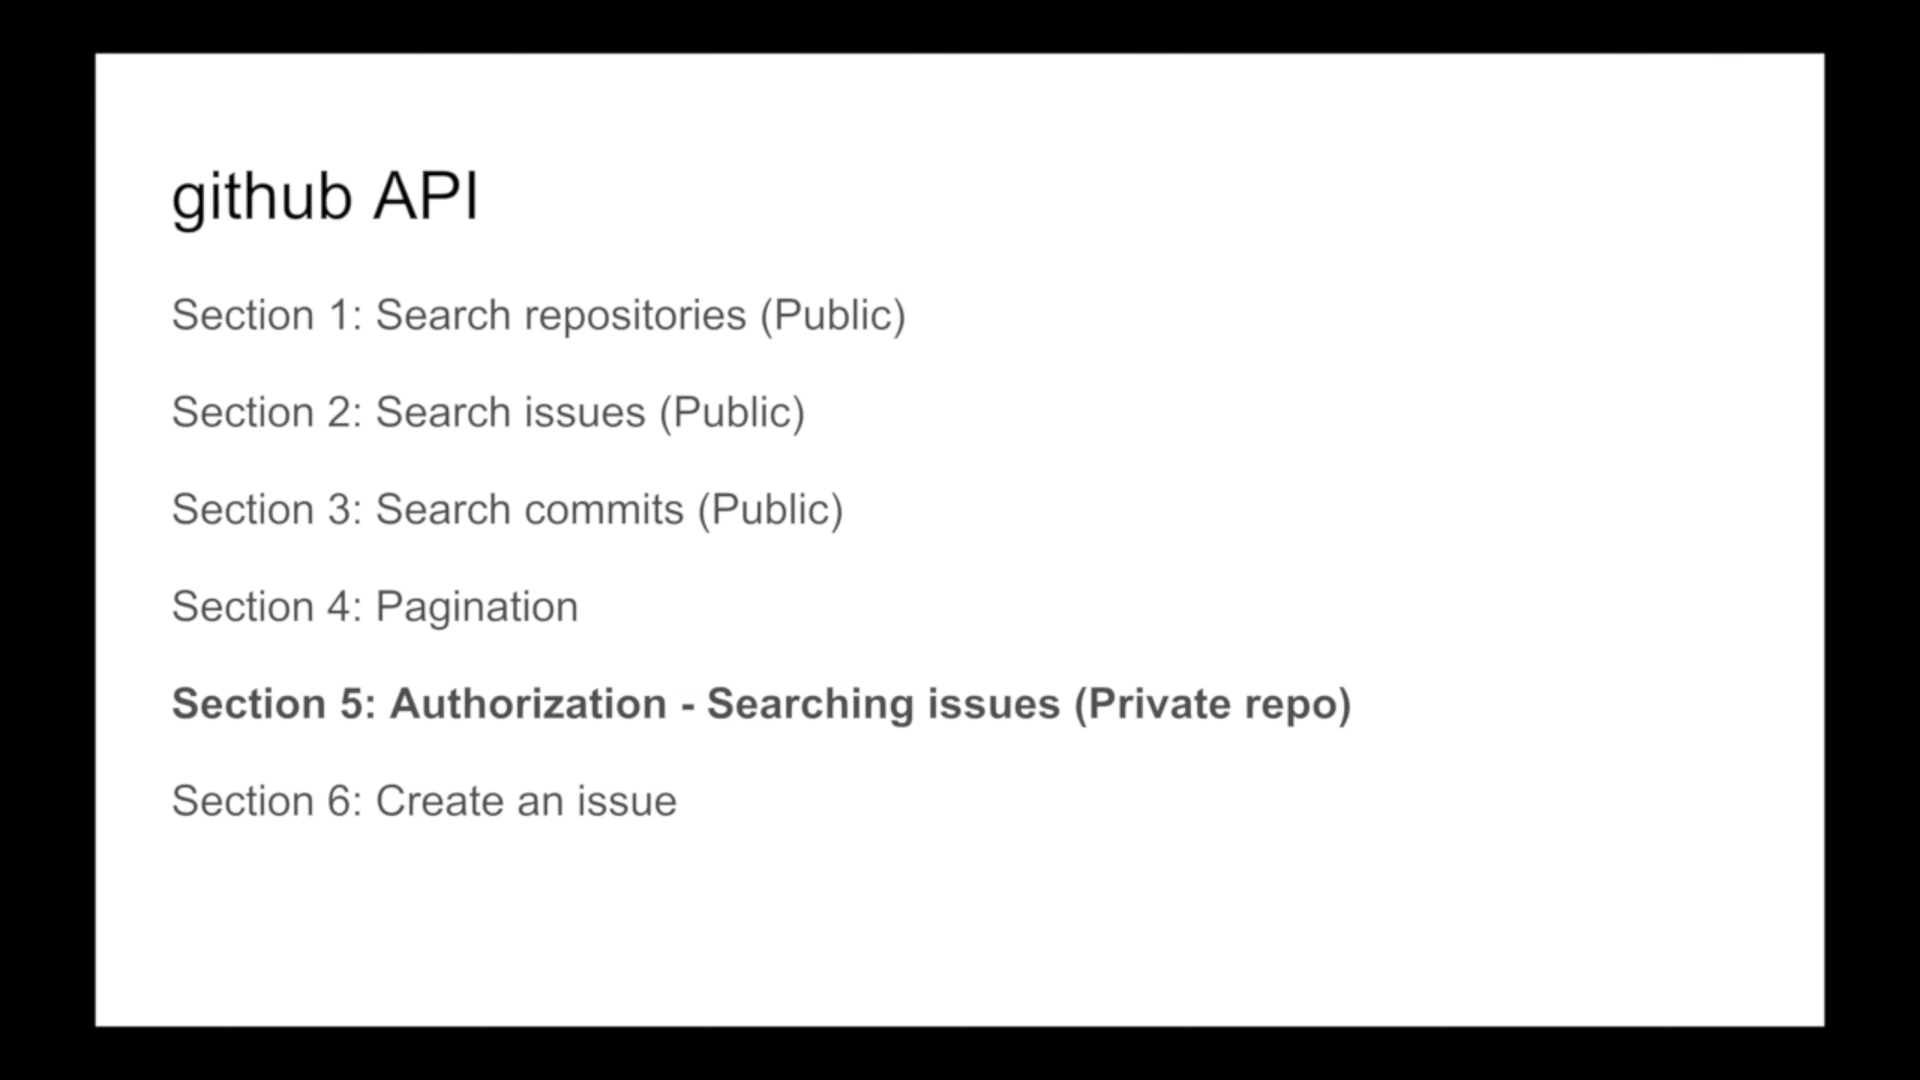 github API
Section 1: Search repositories (Public)
Section 2: Search issues (Public)
Section 3: Search commits (Public)
Section 4: Pagination
Section 5: Authorization - Searching issues (Private repo)
Section 6: Create an issue